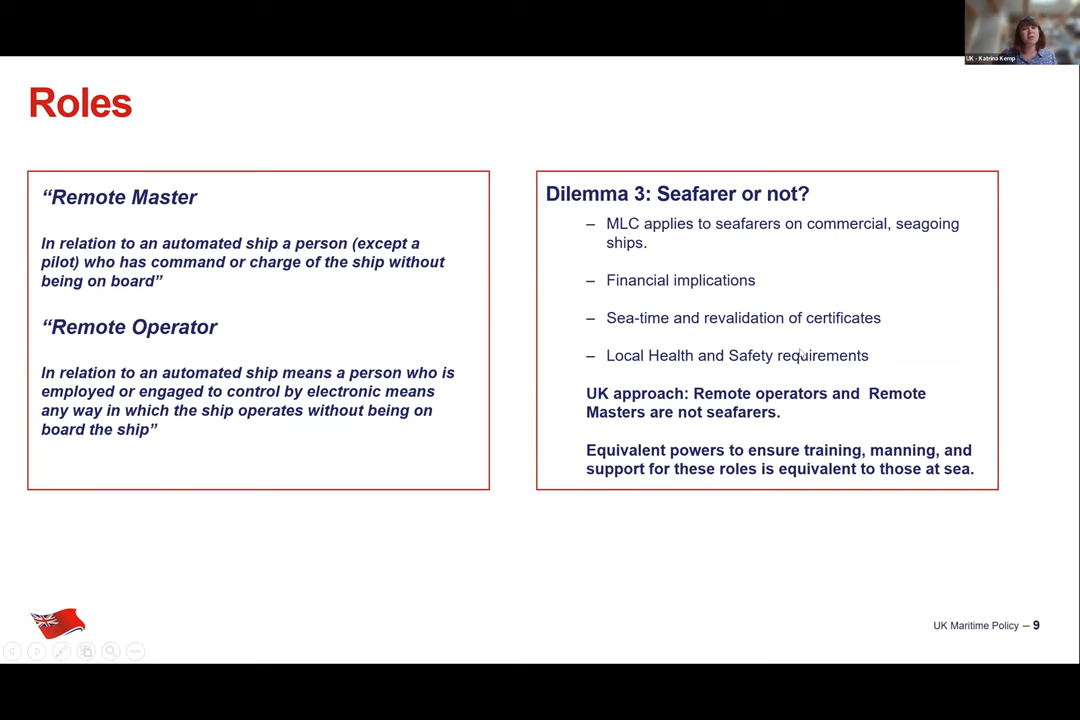 UK - Katrina Kemp
Roles
“Remote Master
In relation to an automated ship a person (except a
pilot) who has command or charge of the ship without
being on board”
“Remote Operator
In relation to an automated ship means a person who is
employed or engaged to control by electronic means
any way in which the ship operates without being on
board the ship”
Dilemma 3: Seafarer or not?
– MLC applies to seafarers on commercial, seagoing
ships.
– Financial implications
– Sea-time and revalidation of certificates
– Local Health and Safety requirements
UK approach: Remote operators and Remote
Masters are not seafarers.
Equivalent powers to ensure training, manning, and
support for these roles is equivalent to those at sea.
UK Maritime Policy – 9